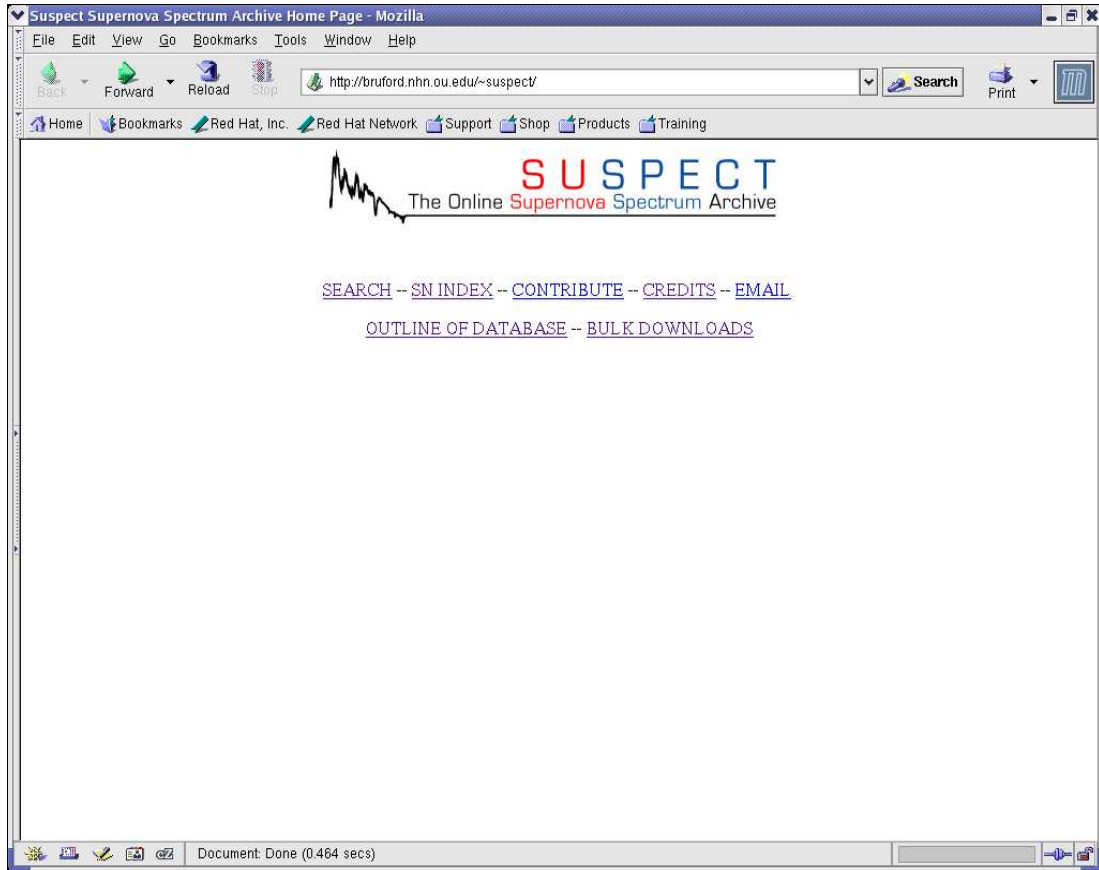 Suspect Supernova Spectrum Archive Home Page - Mozilla
File Edit View Go Bookmarks Tools Window Help
Back Forward Reload Stop http://bruford.nhn.ou.edu/~suspect/ Search Print
Home Bookmarks Red Hat, Inc. Red Hat Network Support Shop Products Training
SUSPECT
The Online Supernova Spectrum Archive
SEARCH -- SN INDEX -- CONTRIBUTE -- CREDITS -- EMAIL
OUTLINE OF DATABASE -- BULK DOWNLOADS
Document: Done (0.464 secs)